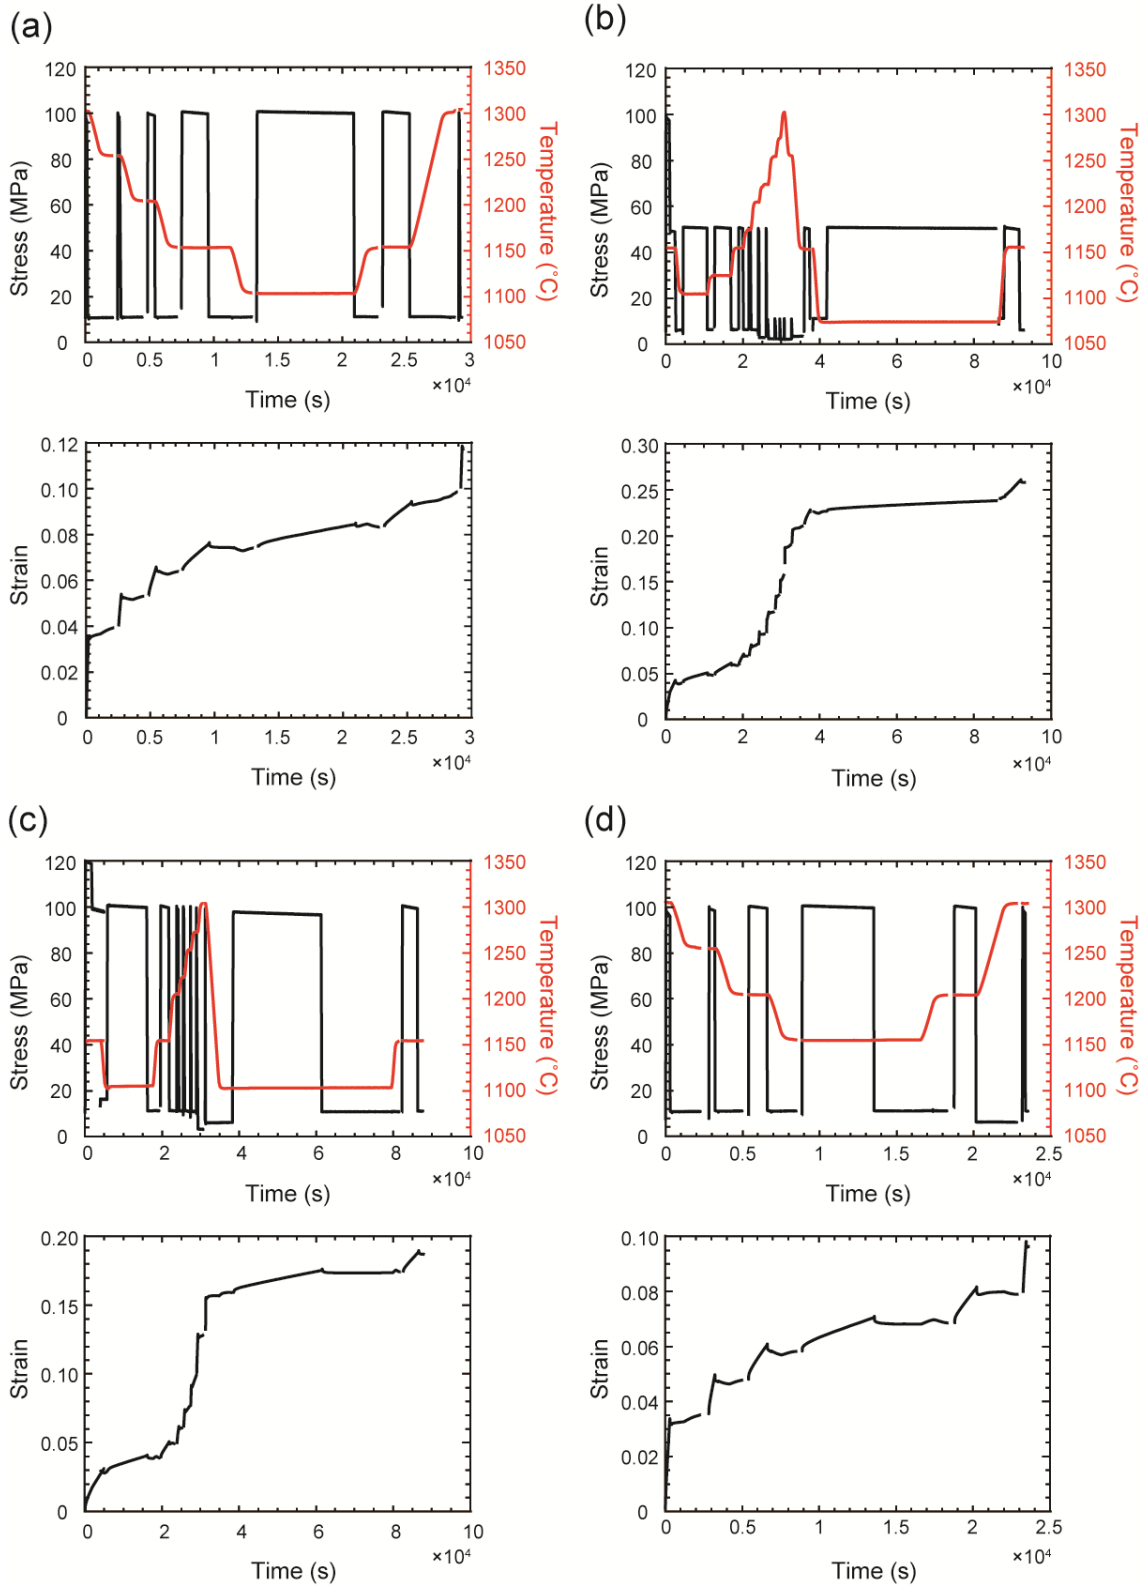 (a)
120
100
80
60
40
20
0
Stress (MPa)
1350
1300
1250
1200
1150
1100
1050
Temperature (°C)
0 0.5 1 1.5 2 2.5 3
×10⁴
Time (s)
0.12
0.10
0.08
0.06
0.04
0.02
0
Strain
0 0.5 1 1.5 2 2.5 3
×10⁴
Time (s)
(b)
120
100
80
60
40
20
0
Stress (MPa)
1350
1300
1250
1200
1150
1100
1050
Temperature (°C)
0 2 4 6 8 10
×10⁴
Time (s)
0.30
0.25
0.20
0.15
0.10
0.05
0
Strain
0 2 4 6 8 10
×10⁴
Time (s)
(c)
120
100
80
60
40
20
0
Stress (MPa)
1350
1300
1250
1200
1150
1100
1050
Temperature (°C)
0 2 4 6 8 10
×10⁴
Time (s)
0.20
0.15
0.10
0.05
0
Strain
0 2 4 6 8 10
×10⁴
Time (s)
(d)
120
100
80
60
40
20
0
Stress (MPa)
1350
1300
1250
1200
1150
1100
1050
Temperature (°C)
0 0.5 1 1.5 2 2.5
×10⁴
Time (s)
0.10
0.08
0.06
0.04
0.02
0
Strain
0 0.5 1 1.5 2 2.5
×10⁴
Time (s)